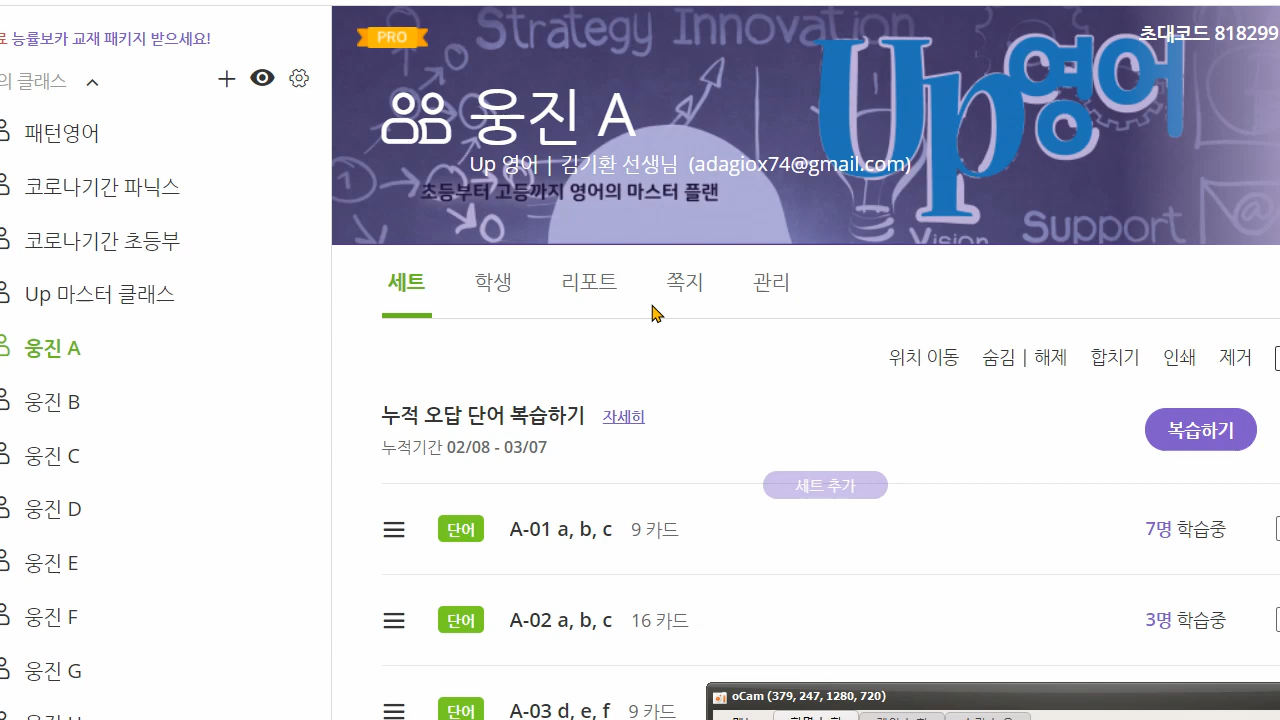 료 능률보카 교재 패키지 받으세요!
의 클래스
패턴영어
코로나기간 파닉스
코로나기간 초등부
Up 마스터 클래스
웅진 A
웅진 B
웅진 C
웅진 D
웅진 E
웅진 F
웅진 G
PRO
Strategy Innovation
초대코드 818299
웅진 A
Up 영어 | 김기환 선생님 (adagiox74@gmail.com)
초등부터 고등까지 영어의 마스터 플랜
Up영어
Vision
Support
세트 학생 리포트 쪽지 관리
위치 이동 숨김 | 해제 합치기 인쇄 제거
누적 오답 단어 복습하기 자세히
누적기간 02/08 - 03/07
복습하기
세트 추가
단어 A-01 a, b, c 9 카드 7명 학습중
단어 A-02 a, b, c 16 카드 3명 학습중
단어 A-03 d, e, f 9 카드
oCam (379, 247, 1280, 720)